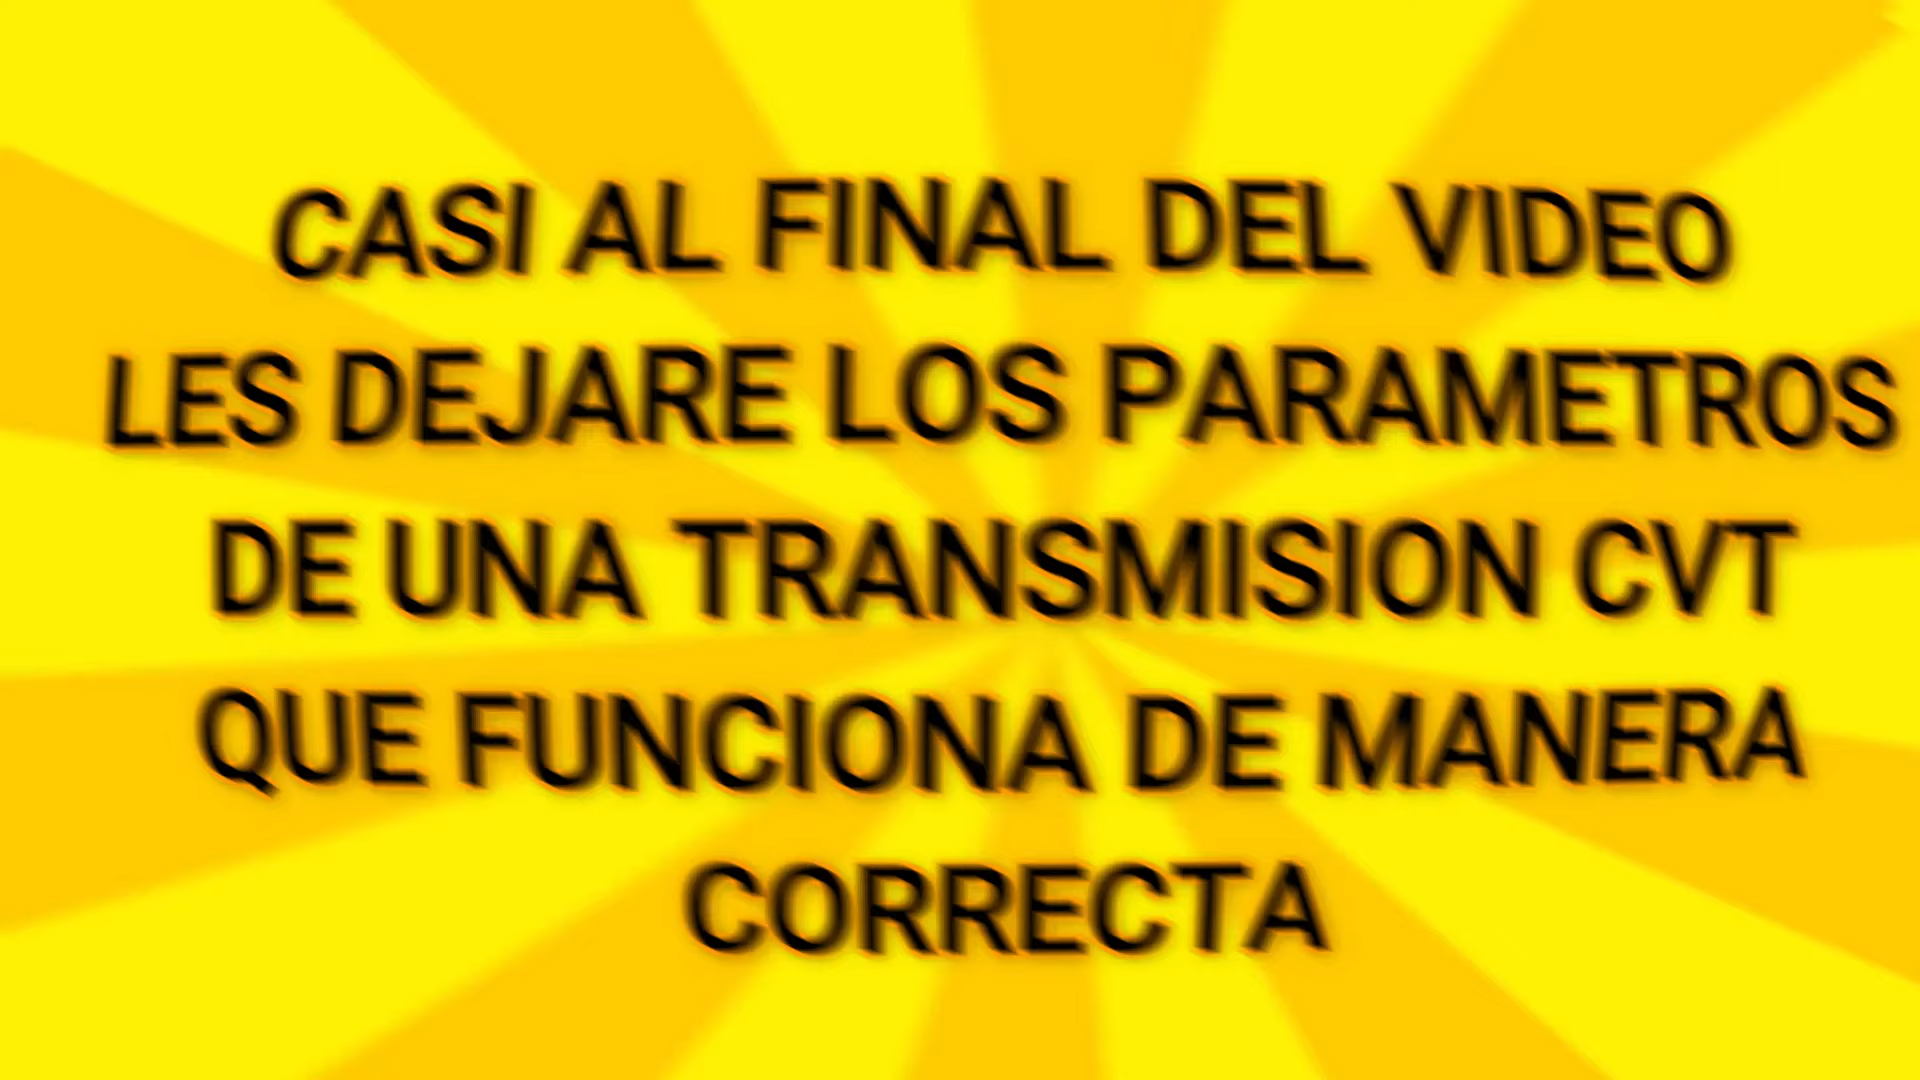 CASI AL FINAL DEL VIDEO
LES DEJARE LOS PARAMETROS
DE UNA TRANSMISION CVT
QUE FUNCIONA DE MANERA
CORRECTA